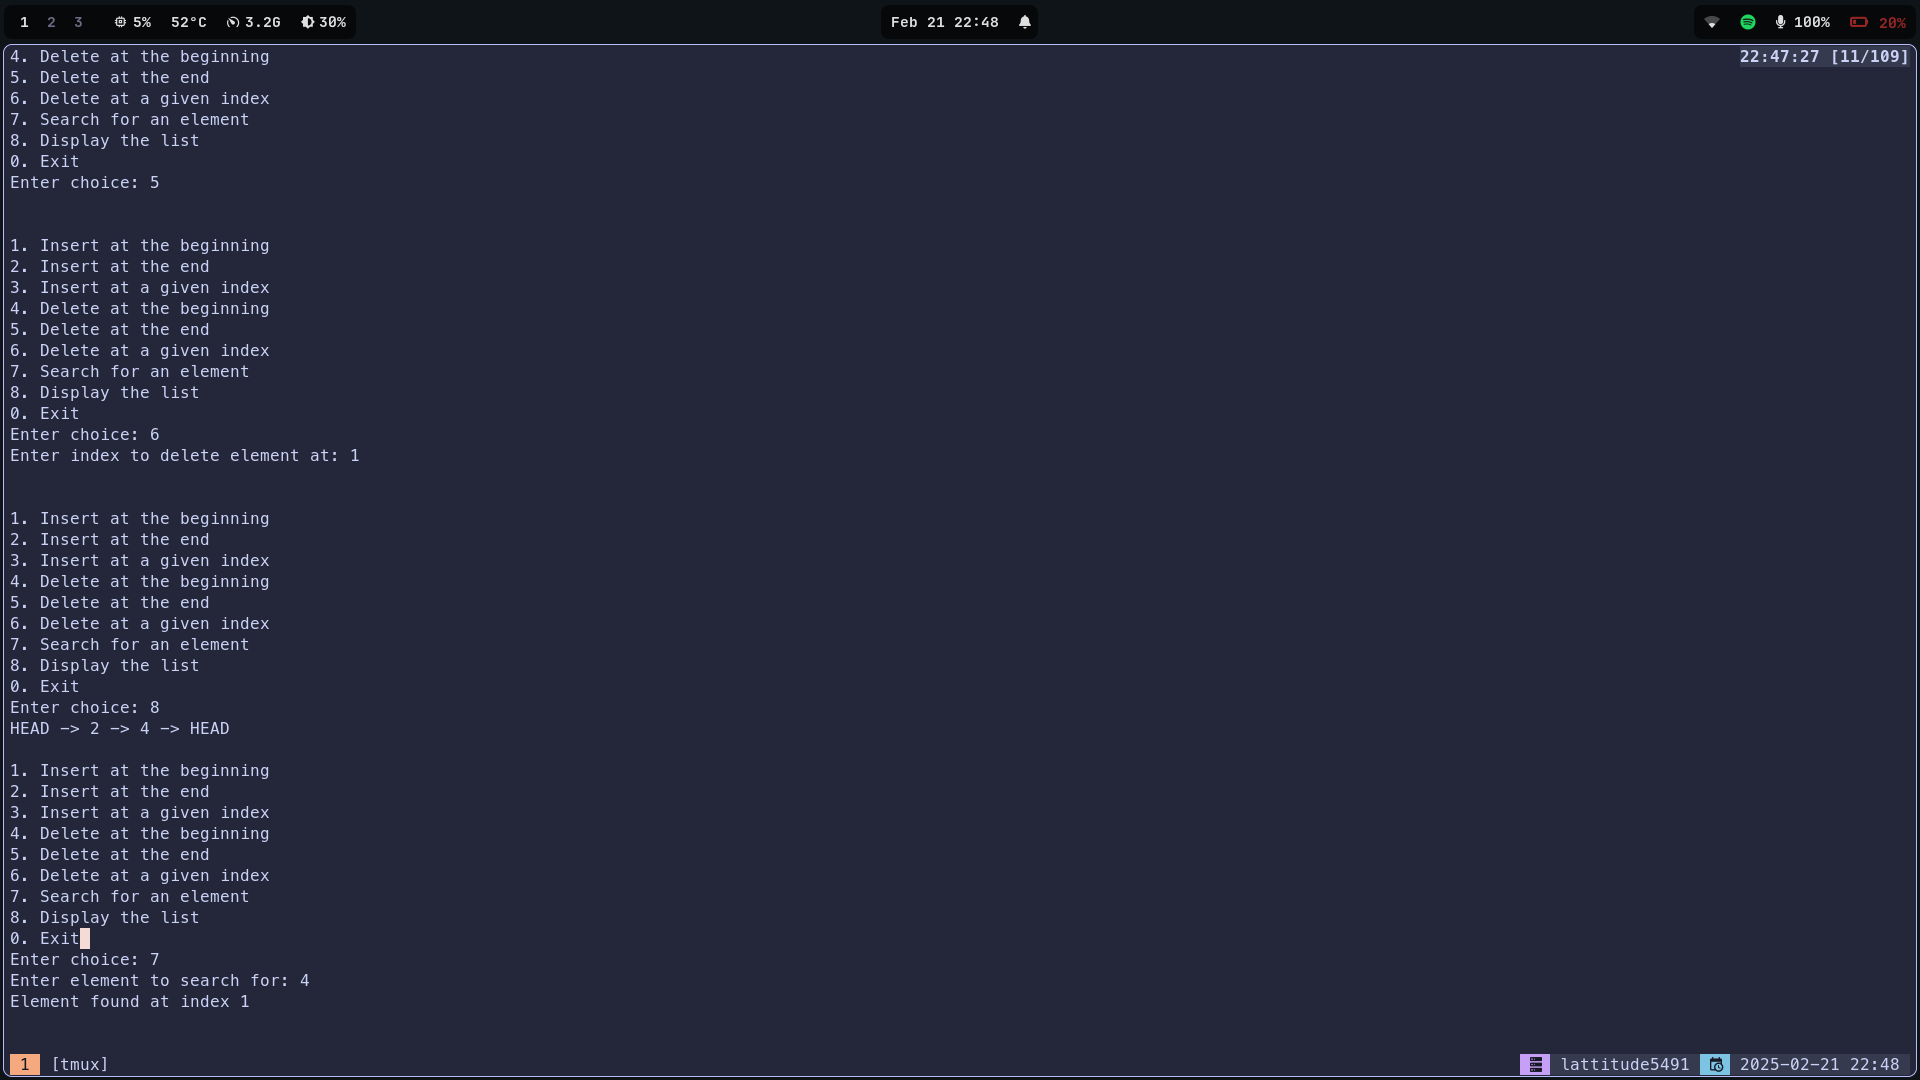 1 2 3 5% 52°C 3.2G 30% Feb 21 22:48 100% 20%
4. Delete at the beginning 22:47:27 [11/109]
5. Delete at the end
6. Delete at a given index
7. Search for an element
8. Display the list
0. Exit
Enter choice: 5
1. Insert at the beginning
2. Insert at the end
3. Insert at a given index
4. Delete at the beginning
5. Delete at the end
6. Delete at a given index
7. Search for an element
8. Display the list
0. Exit
Enter choice: 6
Enter index to delete element at: 1
1. Insert at the beginning
2. Insert at the end
3. Insert at a given index
4. Delete at the beginning
5. Delete at the end
6. Delete at a given index
7. Search for an element
8. Display the list
0. Exit
Enter choice: 8
HEAD -> 2 -> 4 -> HEAD
1. Insert at the beginning
2. Insert at the end
3. Insert at a given index
4. Delete at the beginning
5. Delete at the end
6. Delete at a given index
7. Search for an element
8. Display the list
0. Exit
Enter choice: 7
Enter element to search for: 4
Element found at index 1
1 [tmux] lattitude5491 2025-02-21 22:48